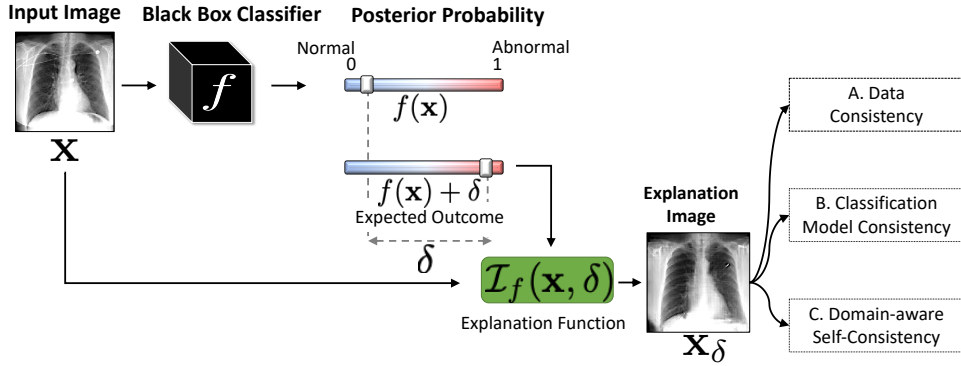 Input Image
Black Box Classifier
Posterior Probability
Normal
Abnormal
0
1
f
f(x)
x
f(x) + δ
Expected Outcome
δ
I_f(x, δ)
Explanation Function
Explanation
Image
x_δ
A. Data
Consistency
B. Classification
Model Consistency
C. Domain-aware
Self-Consistency